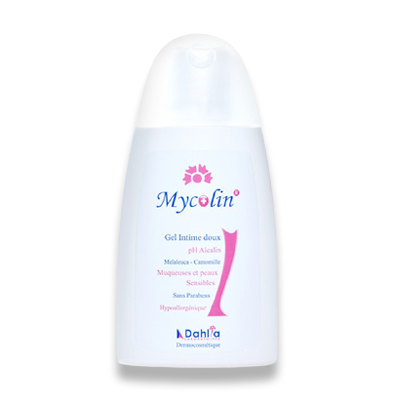 Mycolin®
Gel Intime doux
pH Alcalin
Melaleuca - Camomille
Muqueuses et peaux
Sensibles
Sans Parabens
Hypoallergénique*
Dahlia
Dermocosmétique